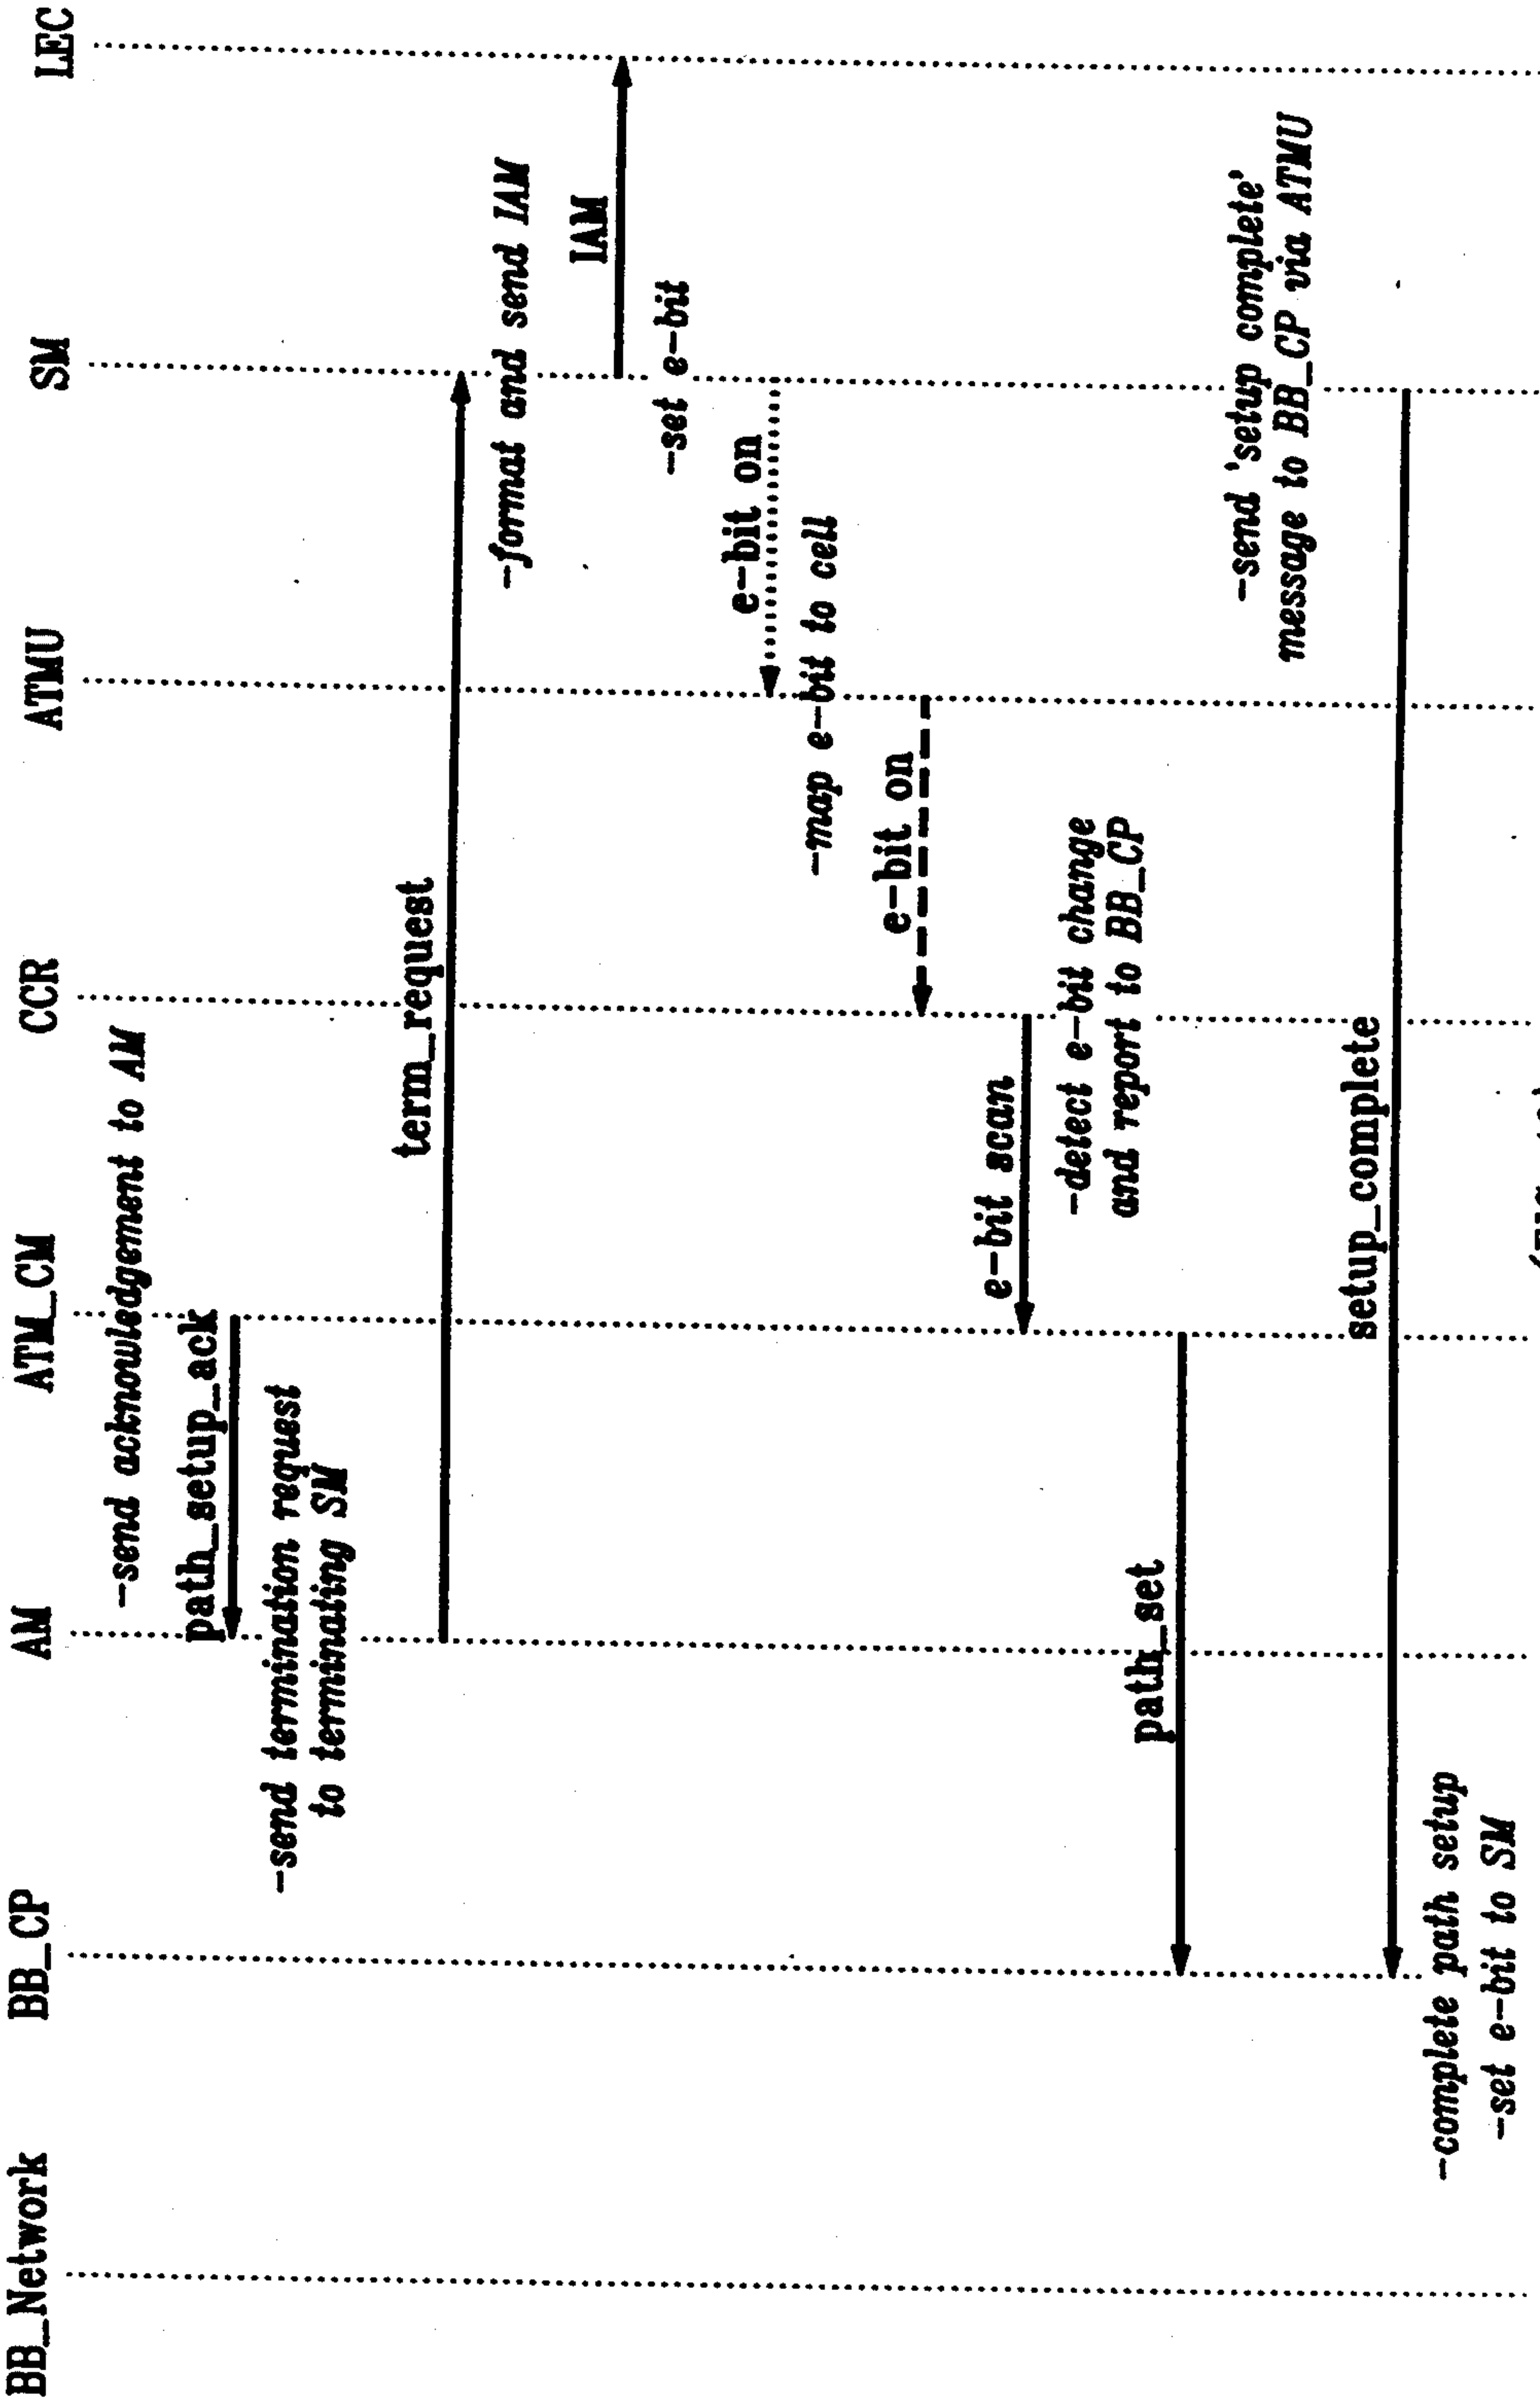 BB_Network BB_CP AM ATM_CM CCR ATMU SM LEC
-send acknowledgement to AM
path_setup_ack
-send termination request
to terminating SM
term_request
-format and send IAM
IAM
-set e-bit
e-bit on
-map e-bit to cell
e-bit on
e-bit scan
-detect e-bit change
and report to BB_CP
path_set
-send 'setup complete'
message to BB_CP via ATMU
setup_complete
-complete path setup
-set e-bit to SM